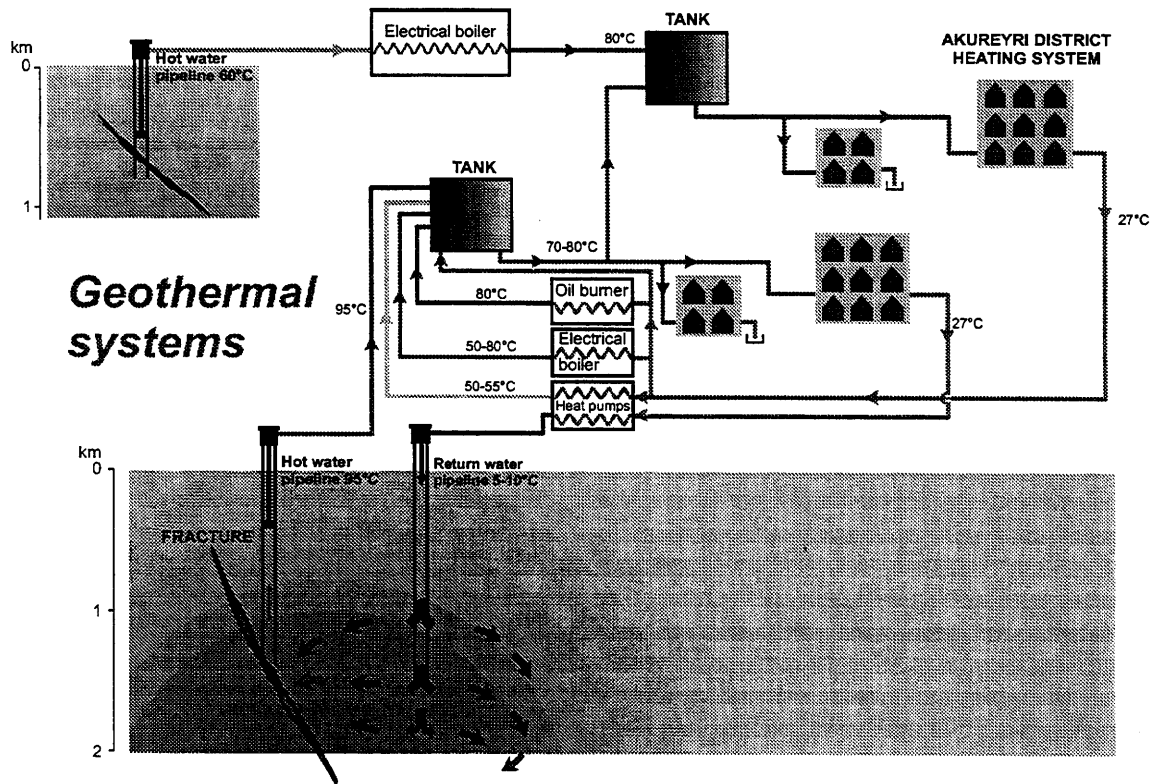 km
0
1
Hot water
pipeline 60°C
Electrical boiler
80°C
TANK
AKUREYRI DISTRICT
HEATING SYSTEM
27°C
TANK
70-80°C
27°C
Geothermal
systems
95°C
80°C
Oil burner
50-80°C
Electrical
boiler
50-55°C
Heat pumps
km
0
1
2
Hot water
pipeline 95°C
Return water
pipeline 5-10°C
FRACTURE